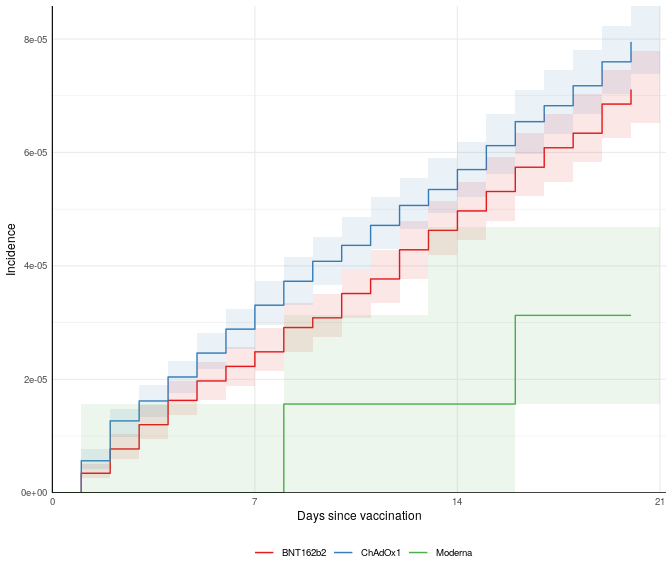 Incidence
8e-05
6e-05
4e-05
2e-05
0e+00
0 7 14 21
Days since vaccination
BNT162b2 ChAdOx1 Moderna